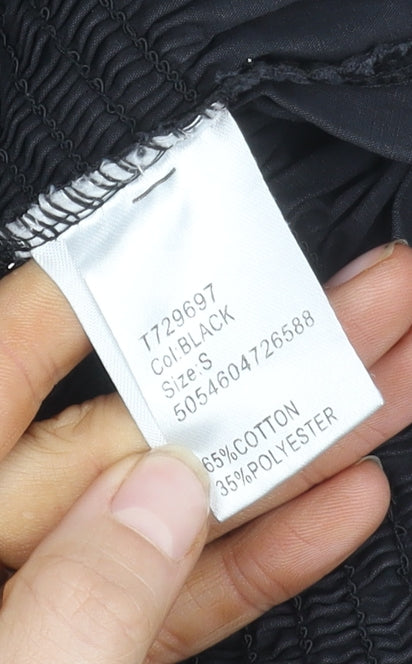 T729697
Col:BLACK
Size:S
5054604726588
65%COTTON
35%POLYESTER